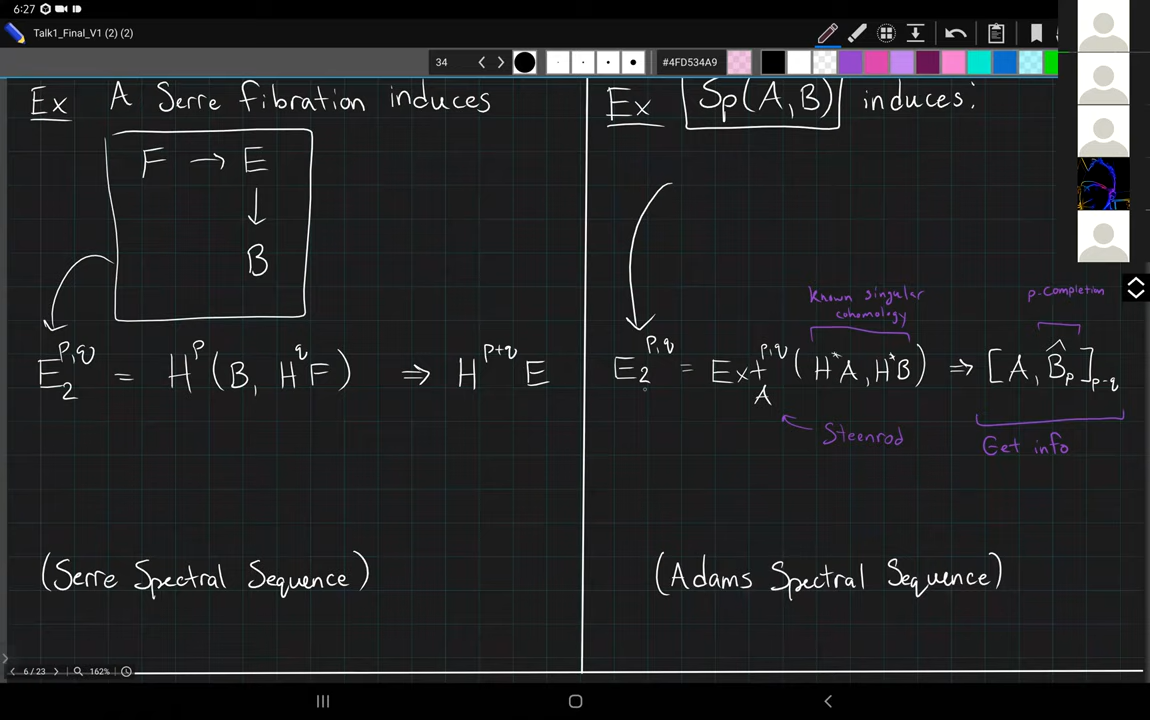 6:27
Talk1_Final_V1 (2) (2)
34
#4FD534A9
Ex A Serre fibration induces
F → E
↓
B
E₂^{p,q} = H^p(B, H^q F) ⇒ H^{p+q} E
(Serre Spectral Sequence)
Ex Sp(A,B) induces:
Known singular
cohomology
p-Completion
E₂^{p,q} = Ext_A^{p,q}(H^*A, H^*B) ⇒ [A, B̂_p]_{p-q}
Steenrod
Get info
(Adams Spectral Sequence)
6/23
162%